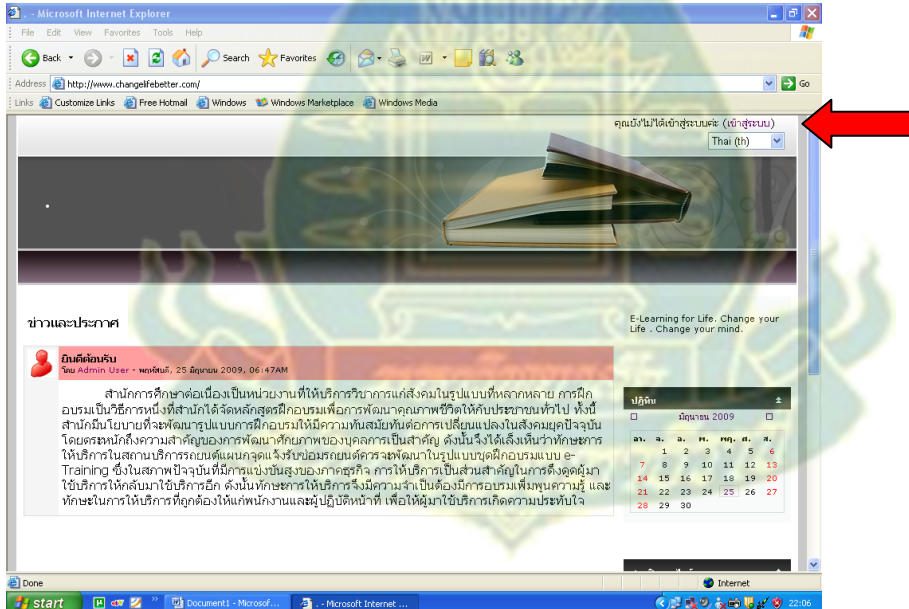 . - Microsoft Internet Explorer
File Edit View Favorites Tools Help
Back Search Favorites
Address http://www.changelifebetter.com/ Go
Links Customize Links Free Hotmail Windows Windows Marketplace Windows Media
คุณยังไม่ได้เข้าสู่ระบบค่ะ (เข้าสู่ระบบ)
Thai (th)
ข่าวและประกาศ
ยินดีต้อนรับ
โดย Admin User - พฤหัสบดี, 25 มิถุนายน 2009, 06:47AM
สำนักการศึกษาต่อเนื่องเป็นหน่วยงานที่ให้บริการวิชาการแก่สังคมในรูปแบบที่หลากหลาย การฝึก
อบรมเป็นวิธีการหนึ่งที่สำนักได้จัดหลักสูตรฝึกอบรมเพื่อการพัฒนาคุณภาพชีวิตให้กับประชาชนทั่วไป ทั้งนี้
สำนักมีนโยบายที่จะพัฒนารูปแบบการฝึกอบรมให้มีความทันสมัยทันต่อการเปลี่ยนแปลงในสังคมยุคปัจจุบัน
โดยตระหนักถึงความสำคัญของการพัฒนาศักยภาพของบุคลการเป็นสำคัญ ดังนั้นจึงได้เล็งเห็นว่าทักษะการ
ให้บริการในสถานบริการรถยนต์แผนกจุดแจ้งรับซ่อมรถยนต์ควรจะพัฒนาในรูปแบบชุดฝึกอบรมแบบ e-
Training ซึ่งในสภาพปัจจุบันที่มีการแข่งขันสูงของภาคธุรกิจ การให้บริการเป็นส่วนสำคัญในการดึงดูดผู้มา
ใช้บริการให้กลับมาใช้บริการอีก ดังนั้นทักษะการให้บริการจึงมีความจำเป็นต้องมีการอบรมเพิ่มพูนความรู้ และ
ทักษะในการให้บริการที่ถูกต้องให้แก่พนักงานและผู้ปฏิบัติหน้าที่ เพื่อให้ผู้มาใช้บริการเกิดความประทับใจ
E-Learning for Life. Change your
Life . Change your mind.
ปฏิทิน
มิถุนายน 2009
อา. จ. อ. พ. พฤ. ศ. ส.
1 2 3 4 5 6
7 8 9 10 11 12 13
14 15 16 17 18 19 20
21 22 23 24 25 26 27
28 29 30
Done Internet
start Document1 - Microsof... . - Microsoft Internet ... 22:06